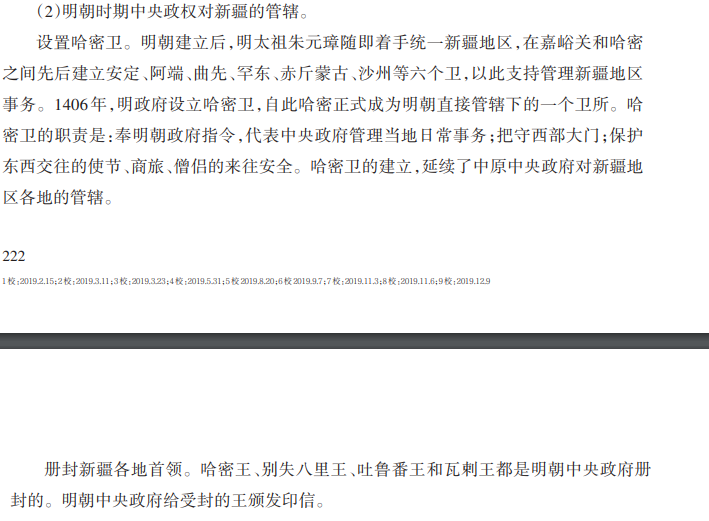 (2)明朝时期中央政权对新疆的管辖。
设置哈密卫。明朝建立后,明太祖朱元璋随即着手统一新疆地区,在嘉峪关和哈密
之间先后建立安定、阿端、曲先、罕东、赤斤蒙古、沙州等六个卫,以此支持管理新疆地区
事务。1406年,明政府设立哈密卫,自此哈密正式成为明朝直接管辖下的一个卫所。哈
密卫的职责是:奉明朝政府指令,代表中央政府管理当地日常事务;把守西部大门;保护
东西交往的使节、商旅、僧侣的来往安全。哈密卫的建立,延续了中原中央政府对新疆地
区各地的管辖。
222
1校:2019.2.15;2校:2019.3.11;3校:2019.3.23;4校:2019.5.31;5校2019.8.20;6校2019.9.7;7校:2019.11.3;8校:2019.11.6;9校:2019.12.9
册封新疆各地首领。哈密王、别失八里王、吐鲁番王和瓦剌王都是明朝中央政府册
封的。明朝中央政府给受封的王颁发印信。